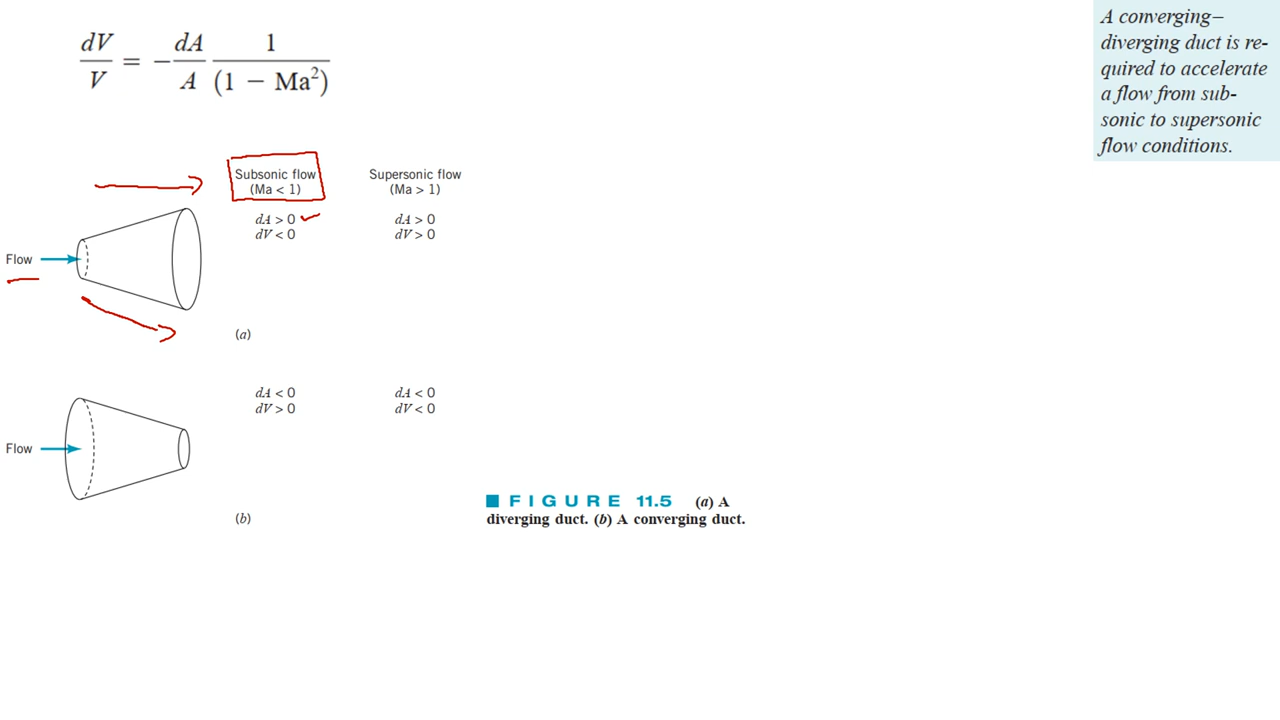 dV/V = −dA/A 1/(1 − Ma²)
A converging–
diverging duct is re-
quired to accelerate
a flow from sub-
sonic to supersonic
flow conditions.
Subsonic flow
(Ma < 1)
Supersonic flow
(Ma > 1)
dA > 0
dV < 0
dA > 0
dV > 0
Flow
(a)
dA < 0
dV > 0
dA < 0
dV < 0
Flow
(b)
FIGURE 11.5 (a) A
diverging duct. (b) A converging duct.